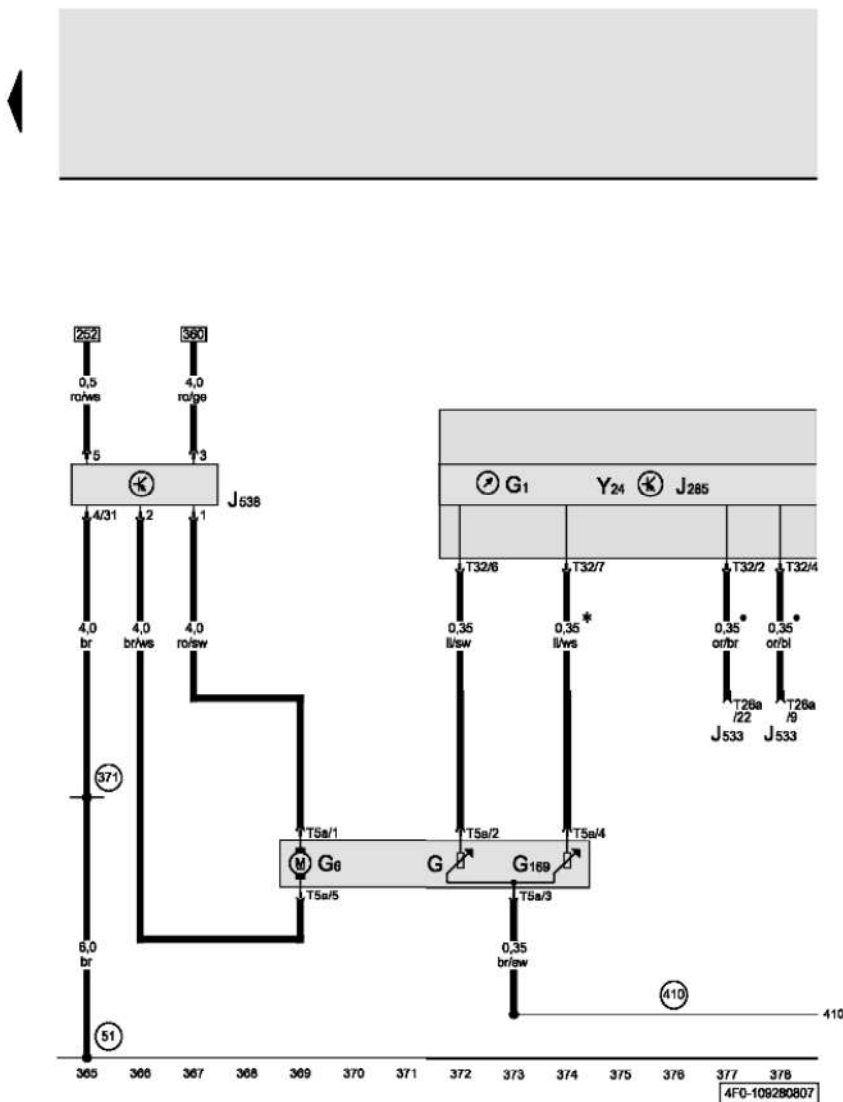 252 360
0,5 4,0
ro/ws ro/ge
5 3
G1 Y24 J285
J538
4/31 2 1
T32/6 T32/7 T32/2 T32/4
4,0 4,0 4,0 0,35 0,35 * 0,35 • 0,35 •
br br/ws ro/sw li/sw li/ws or/br or/bl
T26a/22 T26a/9
J533 J533
371
T5a/1 T5a/2 T5a/4
M G6 G G169
T5a/5 T5a/3
6,0 0,35
br br/sw
410
410
51
365 366 367 368 369 370 371 372 373 374 375 376 377 378
4F0-109280807